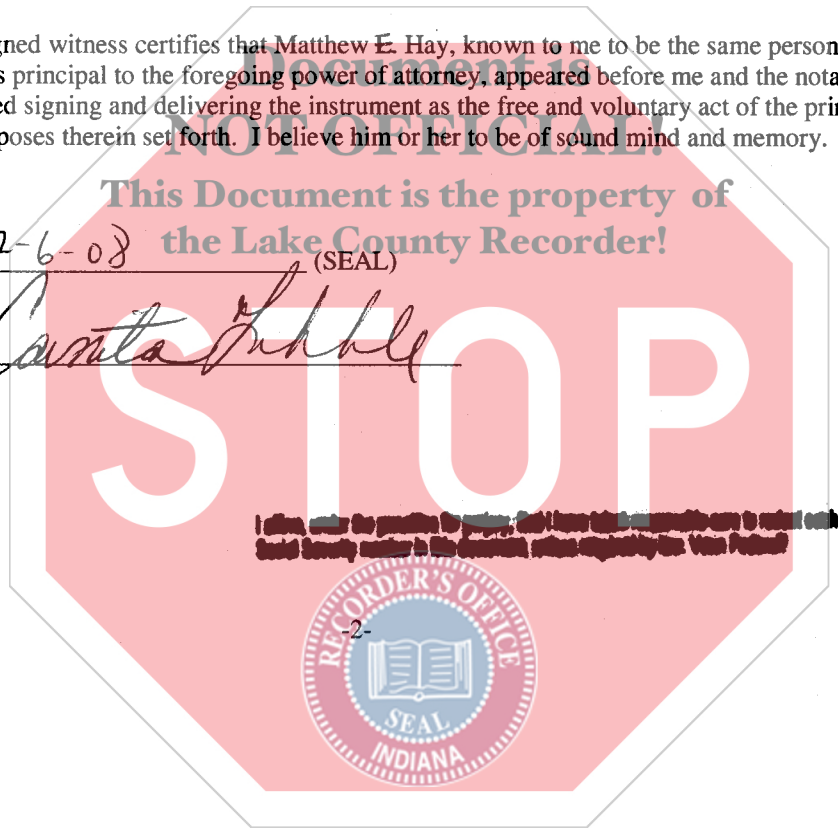 gned witness certifies that Matthew E. Hay, known to me to be the same person
s principal to the foregoing power of attorney, appeared before me and the nota
ed signing and delivering the instrument as the free and voluntary act of the prin
poses therein set forth. I believe him or her to be of sound mind and memory.
Document is
NOT OFFICIAL!
This Document is the property of
the Lake County Recorder!
2-6-08
(SEAL)
STOP
-2-
RECORDER'S OFFICE
SEAL
INDIANA